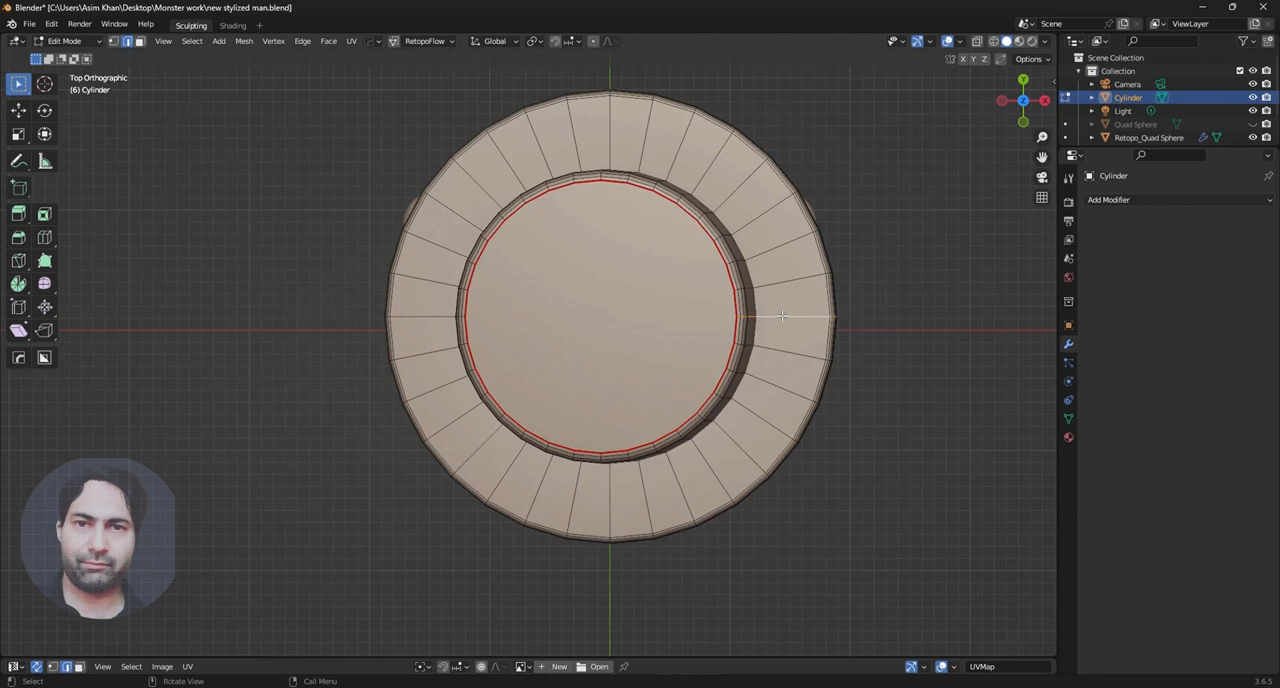 Blender* [C:\Users\Asim Khan\Desktop\Monster work\new stylized man.blend]
File Edit Render Window Help Sculpting Shading + Scene ViewLayer
Edit Mode View Select Add Mesh Vertex Edge Face UV RetopoFlow Global
X Y Z Options
Top Orthographic
(6) Cylinder
Y
Z X
Scene Collection
Collection
Camera
Cylinder
Light
Quad Sphere
Retopo_Quad Sphere
Cylinder
Add Modifier
View Select Image UV New Open UVMap
Select Rotate View Call Menu 3.6.5